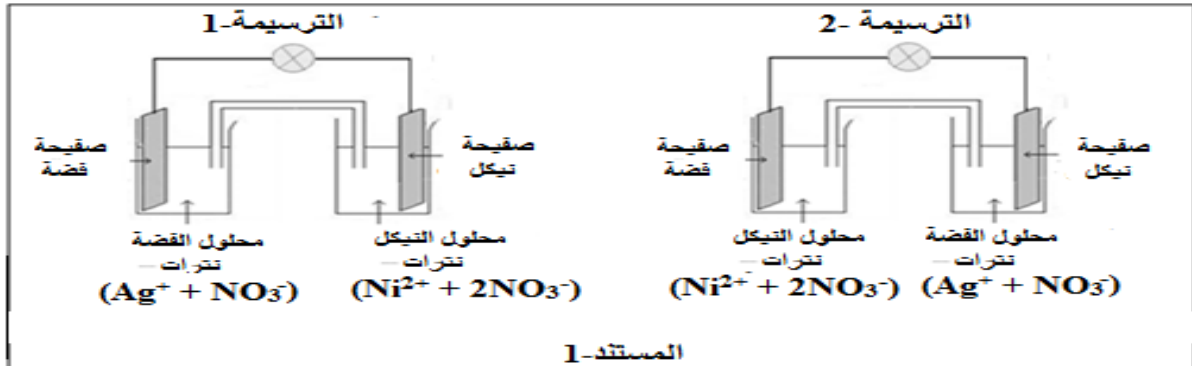 الترسيمة-1
الترسيمة -2
صفيحة
فضة
صفيحة
نيكل
صفيحة
فضة
صفيحة
نيكل
محلول الفضة
– نترات
(Ag⁺ + NO₃⁻)
محلول النيكل
– نترات
(Ni²⁺ + 2NO₃⁻)
محلول النيكل
– نترات
(Ni²⁺ + 2NO₃⁻)
محلول الفضة
– نترات
(Ag⁺ + NO₃⁻)
المستند-1